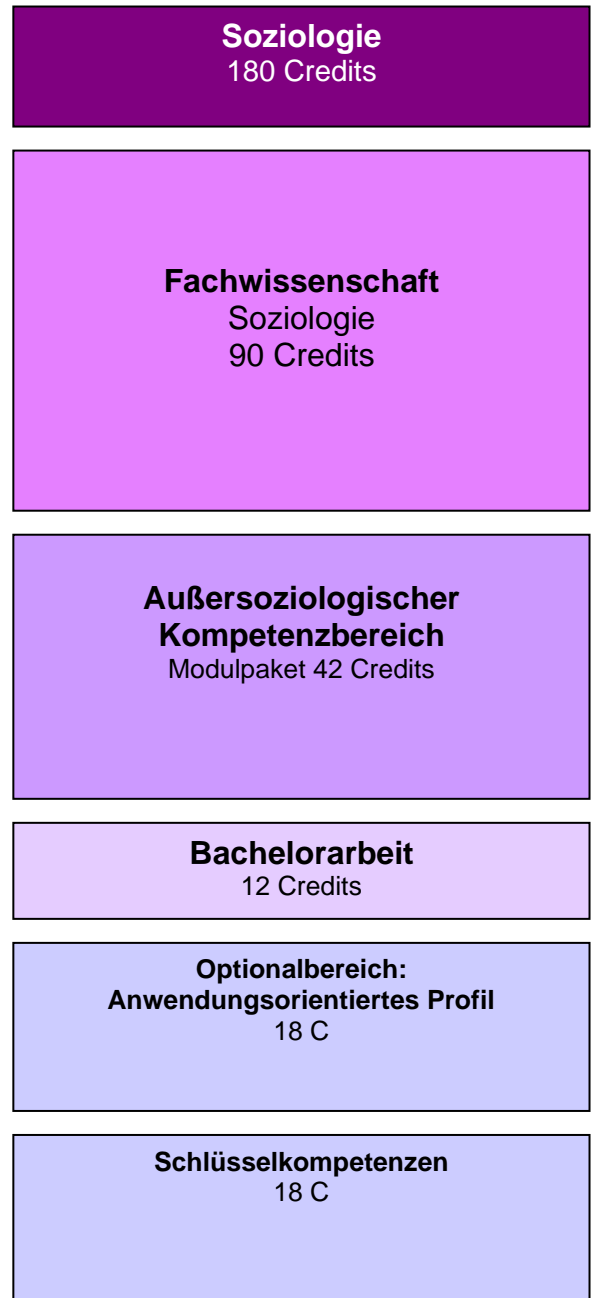 Soziologie
180 Credits
Fachwissenschaft
Soziologie
90 Credits
Außersoziologischer
Kompetenzbereich
Modulpaket 42 Credits
Bachelorarbeit
12 Credits
Optionalbereich:
Anwendungsorientiertes Profil
18 C
Schlüsselkompetenzen
18 C